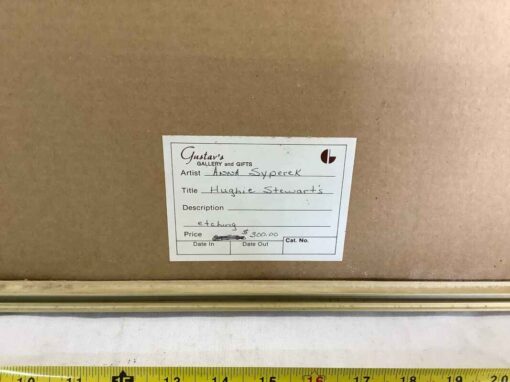 Gustav's
GALLERY and GIFTS
Artist Anna Syperek
Title Hughie Stewart's
Description
etching
Price $300.00
Date In Date Out Cat. No.
10 11 12 13 14 15 16 17 18 19 20